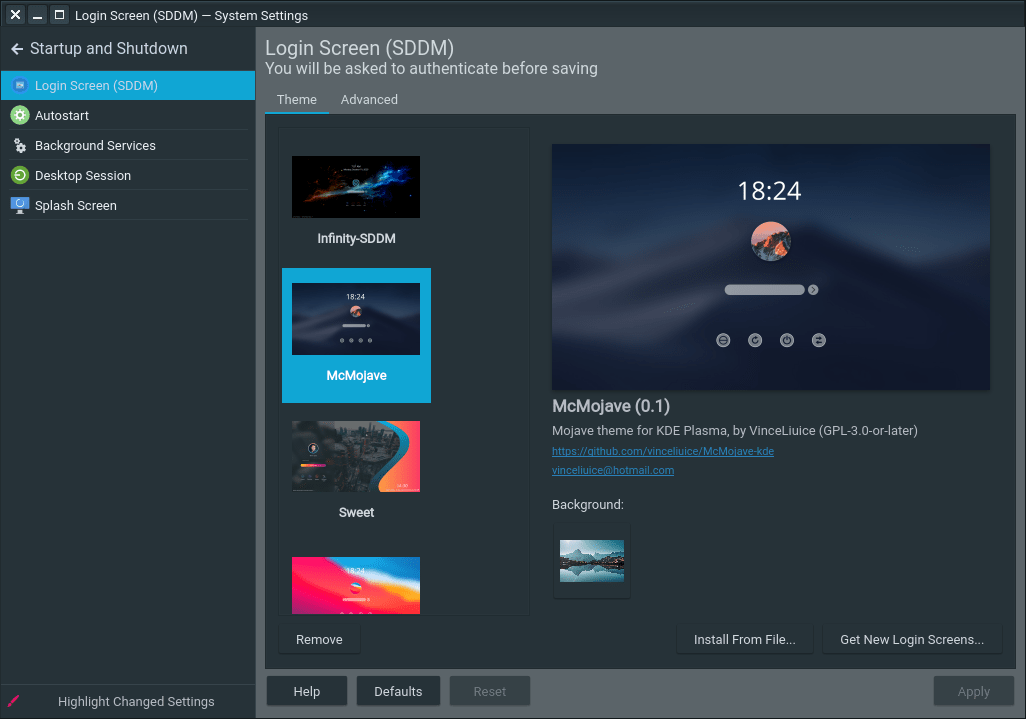 Login Screen (SDDM) — System Settings
Startup and Shutdown
Login Screen (SDDM)
Autostart
Background Services
Desktop Session
Splash Screen
Highlight Changed Settings
Login Screen (SDDM)
You will be asked to authenticate before saving
Theme Advanced
Infinity-SDDM
18:24
McMojave
Sweet
18:24
18:24
McMojave (0.1)
Mojave theme for KDE Plasma, by VinceLiuice (GPL-3.0-or-later)
https://github.com/vinceliuice/McMojave-kde
vinceliuice@hotmail.com
Background:
Remove
Install From File...
Get New Login Screens...
Help
Defaults
Reset
Apply